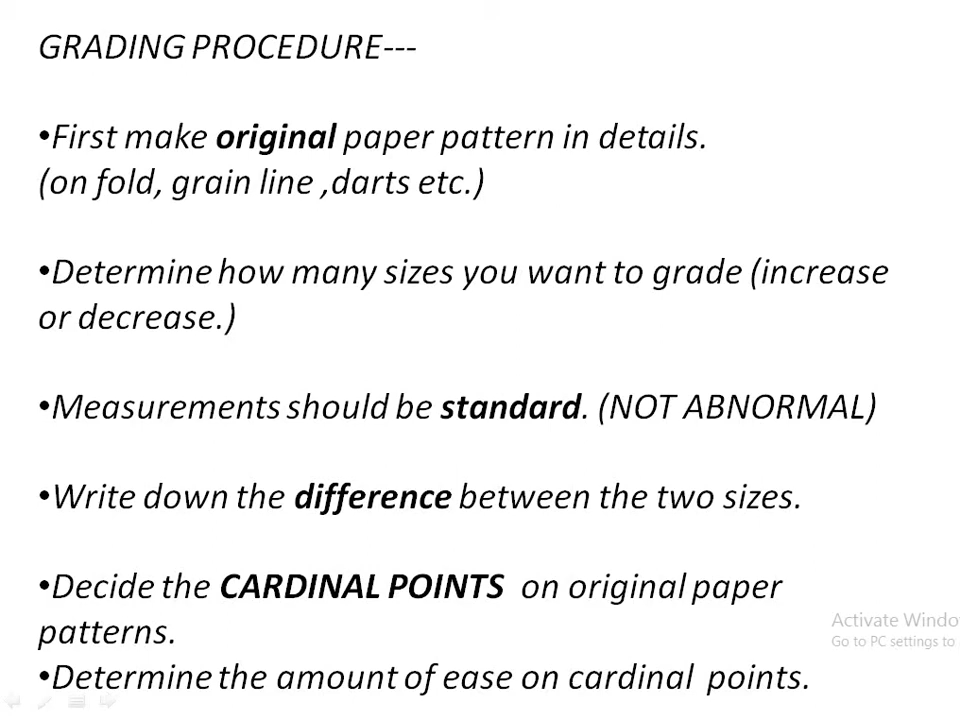 GRADING PROCEDURE---
•First make original paper pattern in details.
(on fold, grain line ,darts etc.)
•Determine how many sizes you want to grade (increase
or decrease.)
•Measurements should be standard. (NOT ABNORMAL)
•Write down the difference between the two sizes.
•Decide the CARDINAL POINTS on original paper
patterns.
Activate Windo
Go to PC settings to
•Determine the amount of ease on cardinal points.